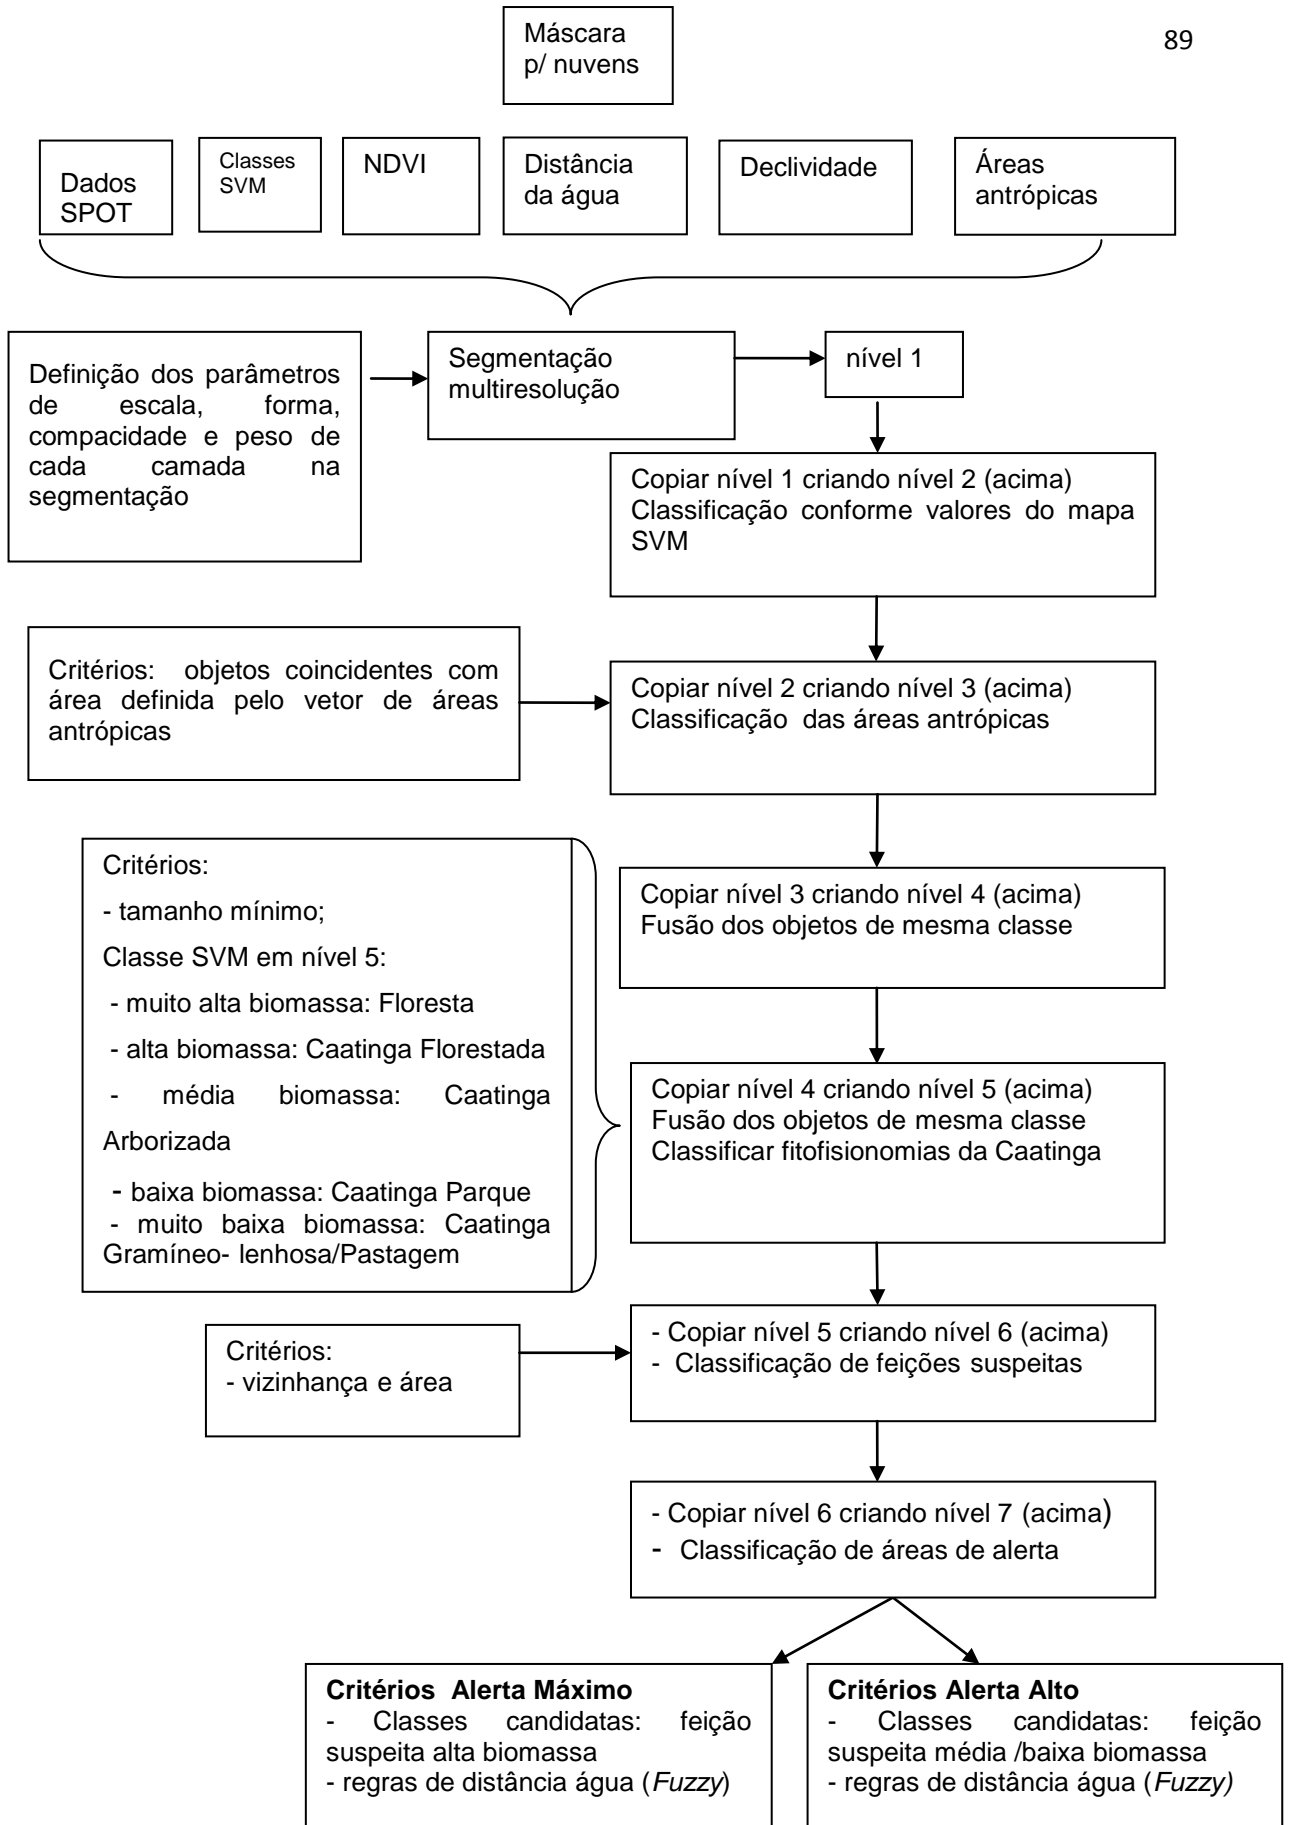 89
Máscara
p/ nuvens
Dados
SPOT
Classes
SVM
NDVI
Distância
da água
Declividade
Áreas
antrópicas
Definição dos parâmetros
de escala, forma,
compacidade e peso de
cada camada na
segmentação
Segmentação
multiresolução
nível 1
Copiar nível 1 criando nível 2 (acima)
Classificação conforme valores do mapa
SVM
Critérios: objetos coincidentes com
área definida pelo vetor de áreas
antrópicas
Copiar nível 2 criando nível 3 (acima)
Classificação das áreas antrópicas
Critérios:
- tamanho mínimo;
Classe SVM em nível 5:
- muito alta biomassa: Floresta
- alta biomassa: Caatinga Florestada
- média biomassa: Caatinga
Arborizada
- baixa biomassa: Caatinga Parque
- muito baixa biomassa: Caatinga
Gramíneo- lenhosa/Pastagem
Copiar nível 3 criando nível 4 (acima)
Fusão dos objetos de mesma classe
Copiar nível 4 criando nível 5 (acima)
Fusão dos objetos de mesma classe
Classificar fitofisionomias da Caatinga
Critérios:
- vizinhança e área
- Copiar nível 5 criando nível 6 (acima)
- Classificação de feições suspeitas
- Copiar nível 6 criando nível 7 (acima)
- Classificação de áreas de alerta
Critérios Alerta Máximo
- Classes candidatas: feição
suspeita alta biomassa
- regras de distância água (Fuzzy)
Critérios Alerta Alto
- Classes candidatas: feição
suspeita média /baixa biomassa
- regras de distância água (Fuzzy)